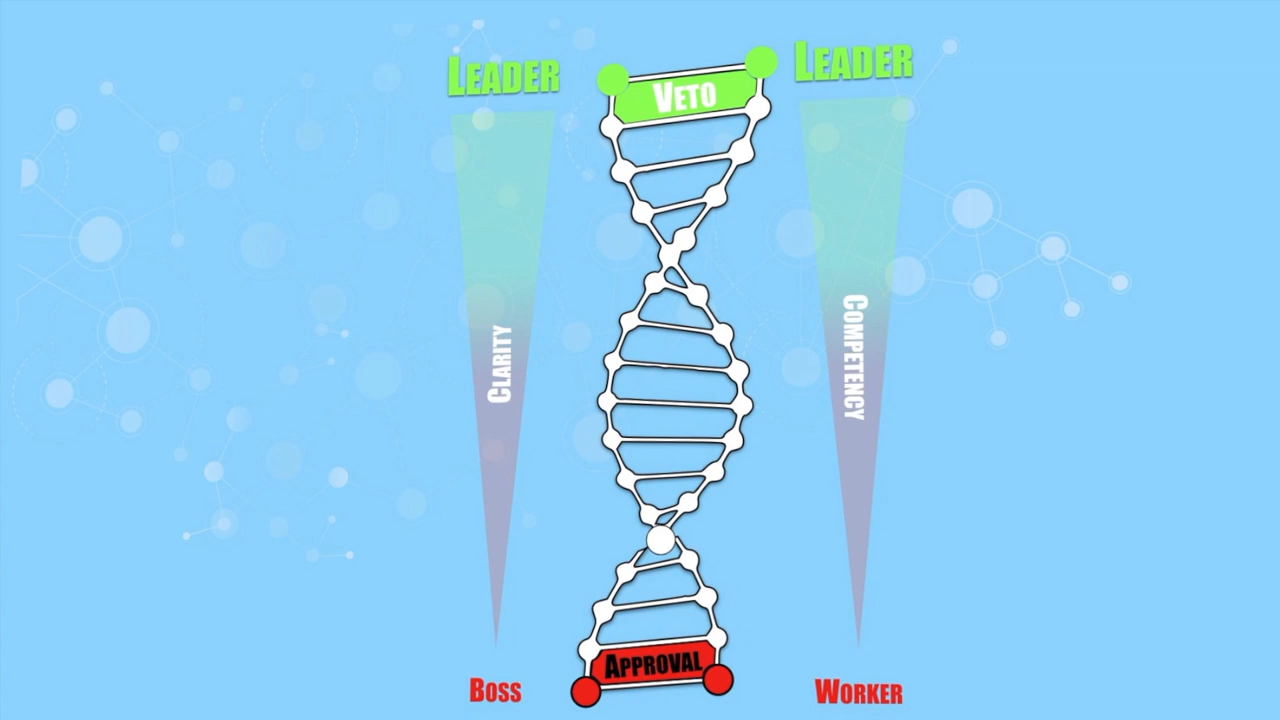 LEADER
LEADER
VETO
CLARITY
COMPETENCY
APPROVAL
BOSS
WORKER